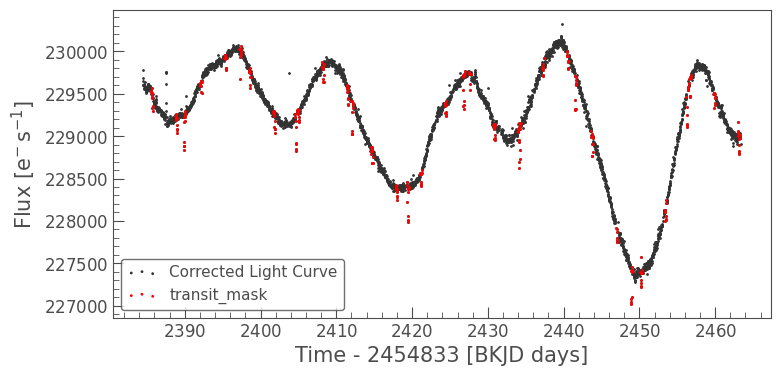 230000
229500
229000
228500
228000
227500
227000
Flux [e⁻ s⁻¹]
Corrected Light Curve
transit_mask
2390 2400 2410 2420 2430 2440 2450 2460
Time - 2454833 [BKJD days]